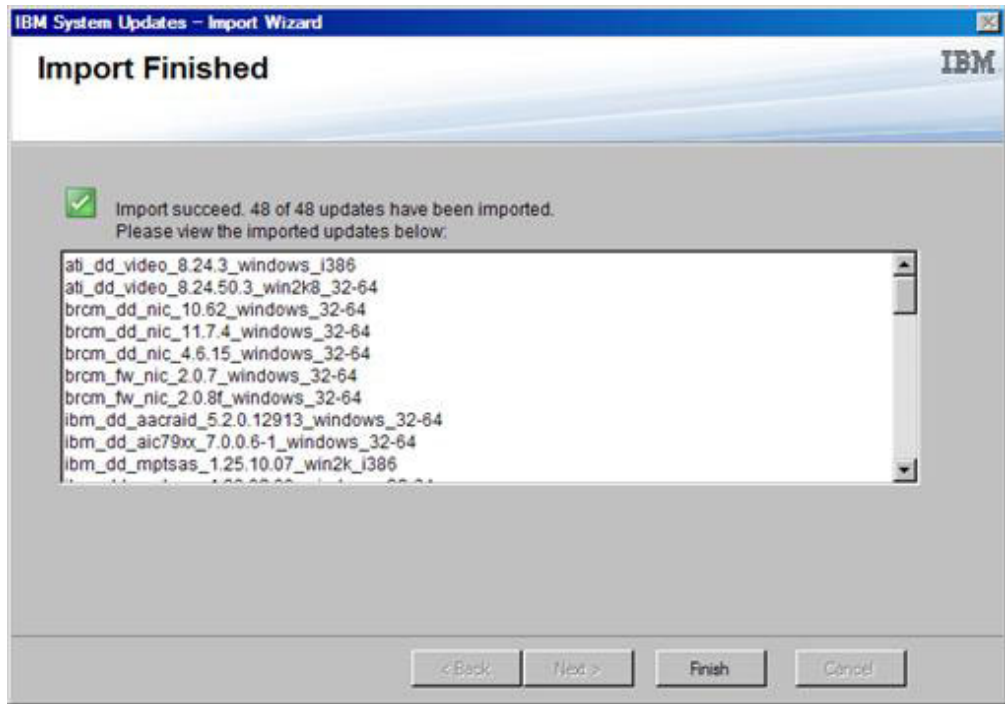 IBM System Updates – Import Wizard
Import Finished
IBM
Import succeed. 48 of 48 updates have been imported.
Please view the imported updates below:
ati_dd_video_8.24.3_windows_i386
ati_dd_video_8.24.50.3_win2k8_32-64
brcm_dd_nic_10.62_windows_32-64
brcm_dd_nic_11.7.4_windows_32-64
brcm_dd_nic_4.6.15_windows_32-64
brcm_fw_nic_2.0.7_windows_32-64
brcm_fw_nic_2.0.8f_windows_32-64
ibm_dd_aacraid_5.2.0.12913_windows_32-64
ibm_dd_aic79xx_7.0.0.6-1_windows_32-64
ibm_dd_mptsas_1.25.10.07_win2k_i386
< Back Next > Finish Cancel